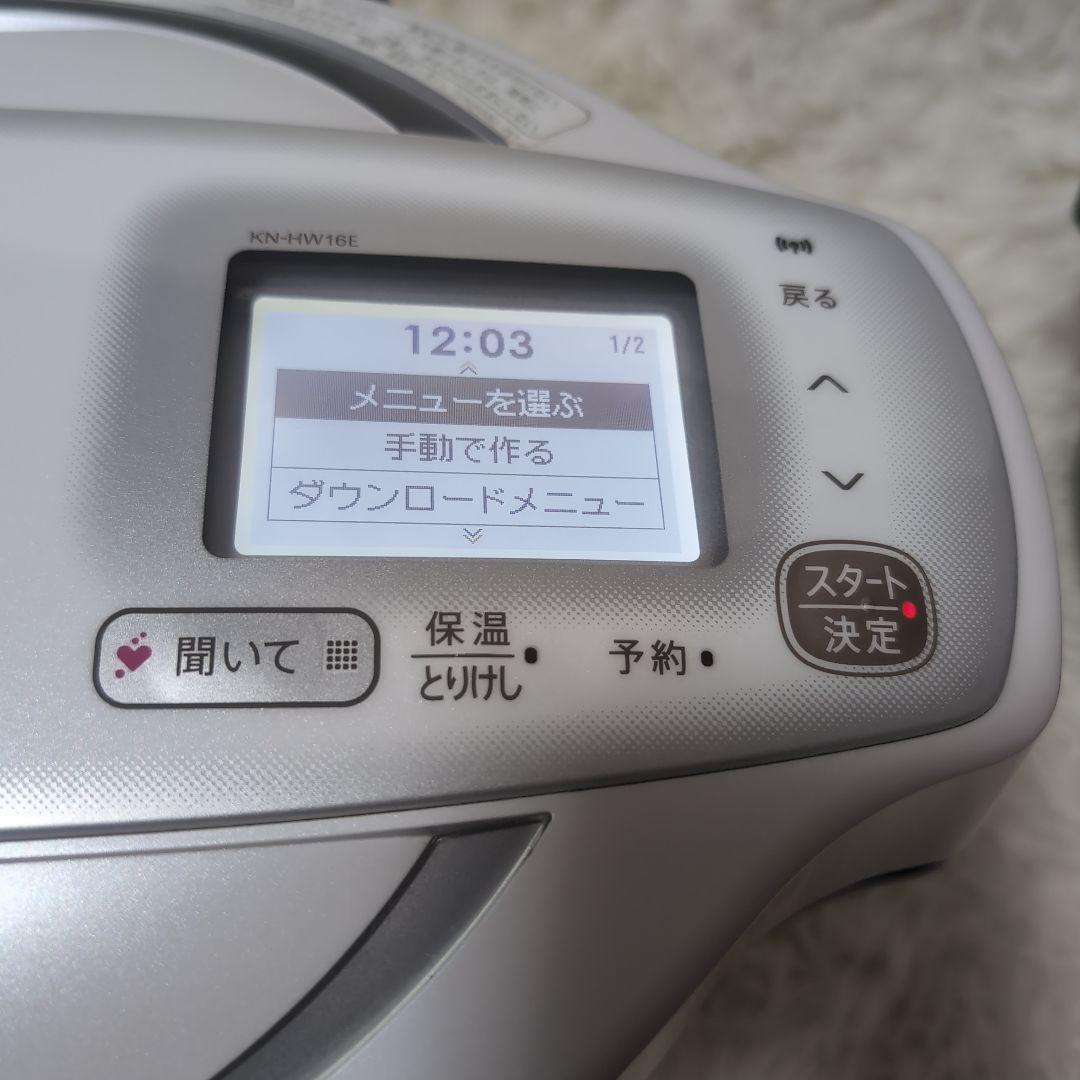 KN-HW16E
戻る
12:03 1/2
メニューを選ぶ
手動で作る
ダウンロードメニュー
スタート
決定
聞いて
保温
とりけし
予約